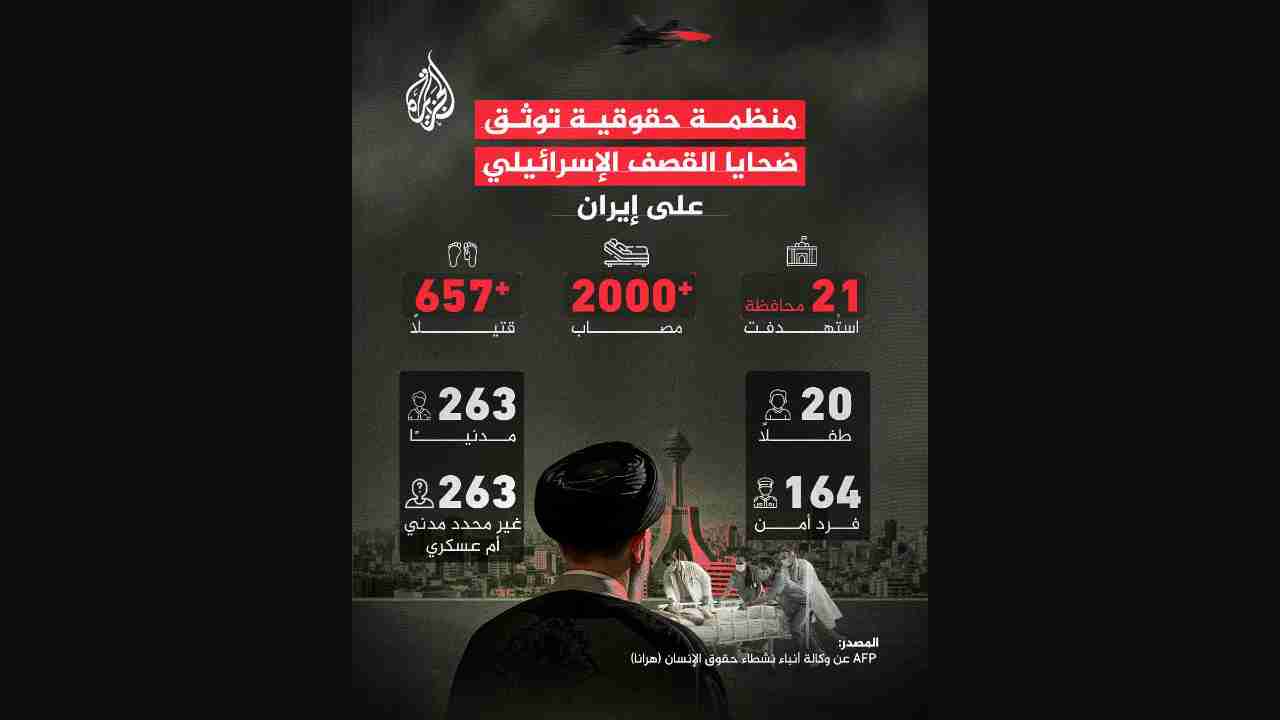 الجزيرة
منظمة حقوقية توثق
ضحايا القصف الإسرائيلي
على إيران
21 محافظة
استُهدفت
2000+
مصاب
657+
قتيلًا
20
طفلًا
164
فرد أمن
263
مدنيًا
263
غير محدد مدني
أم عسكري
المصدر:
AFP عن وكالة أنباء نشطاء حقوق الإنسان (هرانا)